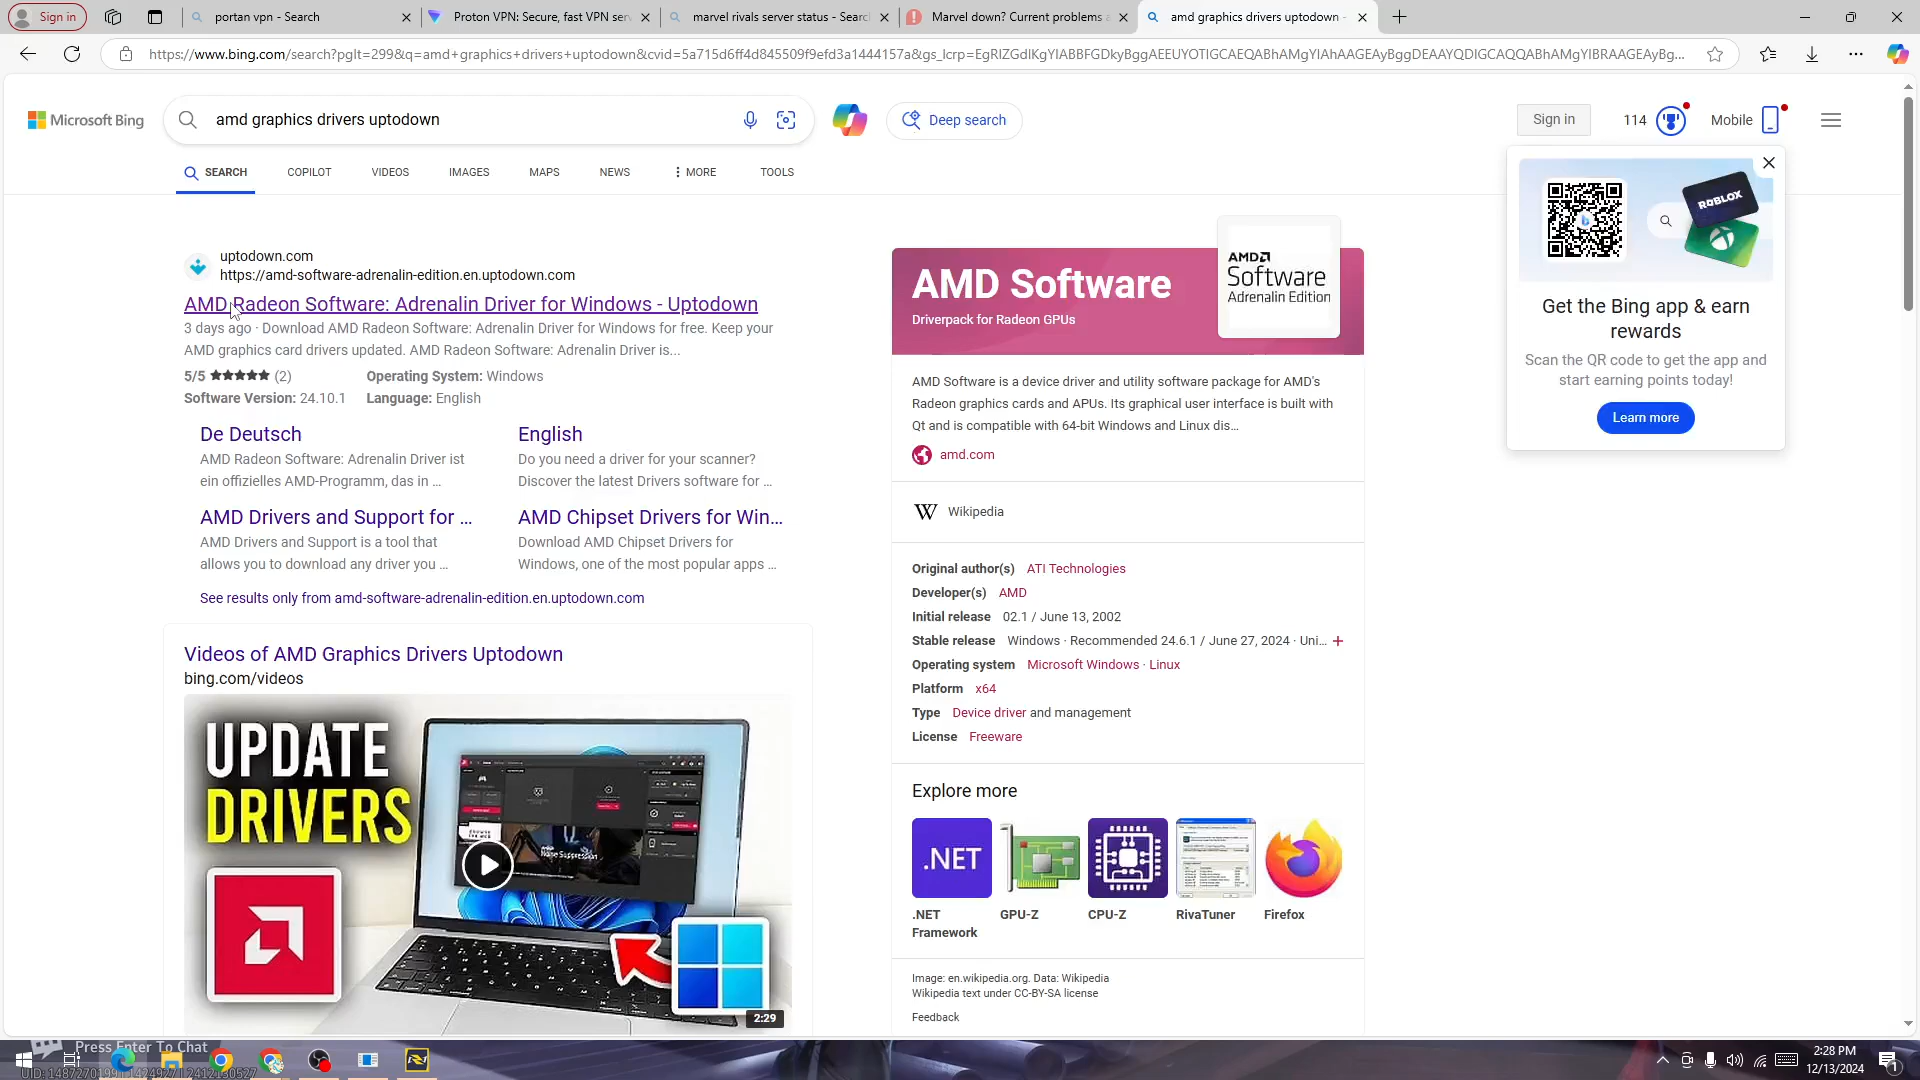 Sign in
portan vpn - Search
Proton VPN: Secure, fast VPN serv
marvel rivals server status - Search
Marvel down? Current problems a
amd graphics drivers uptodown -
https://www.bing.com/search?pglt=299&q=amd+graphics+drivers+uptodown&cvid=5a715d6ff4d845509f9efd3a1444157a&gs_lcrp=EgRlZGdlKgYIABBFGDkyBggAEEUYOTIGCAEQABhAMgYIAhAAGEAyBggDEAAYQDIGCAQQABhAMgYIBRAAGEAyBg...
Microsoft Bing
amd graphics drivers uptodown
Deep search
Sign in
114
Mobile
SEARCH
COPILOT
VIDEOS
IMAGES
MAPS
NEWS
MORE
TOOLS
uptodown.com
https://amd-software-adrenalin-edition.en.uptodown.com
AMD Radeon Software: Adrenalin Driver for Windows - Uptodown
3 days ago · Download AMD Radeon Software: Adrenalin Driver for Windows for free. Keep your
AMD graphics card drivers updated. AMD Radeon Software: Adrenalin Driver is...
5/5 ★★★★★ (2)
Operating System: Windows
Software Version: 24.10.1
Language: English
De Deutsch
AMD Radeon Software: Adrenalin Driver ist
ein offizielles AMD-Programm, das in ...
English
Do you need a driver for your scanner?
Discover the latest Drivers software for ...
AMD Drivers and Support for ...
AMD Drivers and Support is a tool that
allows you to download any driver you ...
AMD Chipset Drivers for Win...
Download AMD Chipset Drivers for
Windows, one of the most popular apps ...
See results only from amd-software-adrenalin-edition.en.uptodown.com
Videos of AMD Graphics Drivers Uptodown
bing.com/videos
UPDATE
DRIVERS
Noise Suppression
2:29
AMD Software
Driverpack for Radeon GPUs
AMD
Software
Adrenalin Edition
AMD Software is a device driver and utility software package for AMD's
Radeon graphics cards and APUs. Its graphical user interface is built with
Qt and is compatible with 64-bit Windows and Linux dis...
amd.com
W Wikipedia
Original author(s) ATI Technologies
Developer(s) AMD
Initial release 02.1 / June 13, 2002
Stable release Windows · Recommended 24.6.1 / June 27, 2024 · Uni... +
Operating system Microsoft Windows · Linux
Platform x64
Type Device driver and management
License Freeware
Explore more
.NET
.NET
Framework
GPU-Z
CPU-Z
RivaTuner
Firefox
Image: en.wikipedia.org. Data: Wikipedia
Wikipedia text under CC-BY-SA license
Feedback
ROBLOX
Get the Bing app & earn
rewards
Scan the QR code to get the app and
start earning points today!
Learn more
Press Enter To Chat
2:28 PM
12/13/2024
1